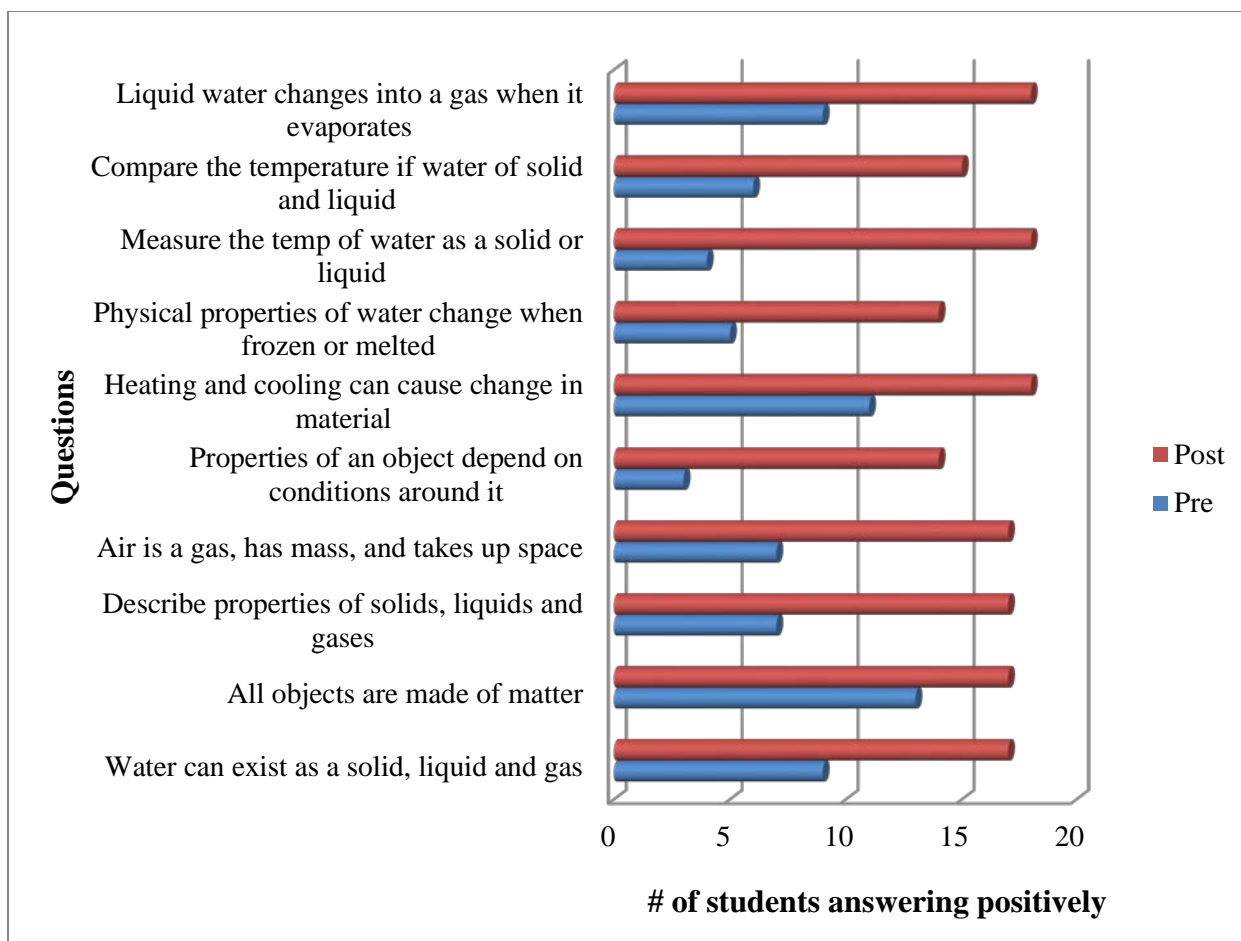 Liquid water changes into a gas when it
evaporates
Compare the temperature if water of solid
and liquid
Measure the temp of water as a solid or
liquid
Physical properties of water change when
frozen or melted
Heating and cooling can cause change in
material
Properties of an object depend on
conditions around it
Air is a gas, has mass, and takes up space
Describe properties of solids, liquids and
gases
All objects are made of matter
Water can exist as a solid, liquid and gas
Questions
Post
Pre
0 5 10 15 20
# of students answering positively